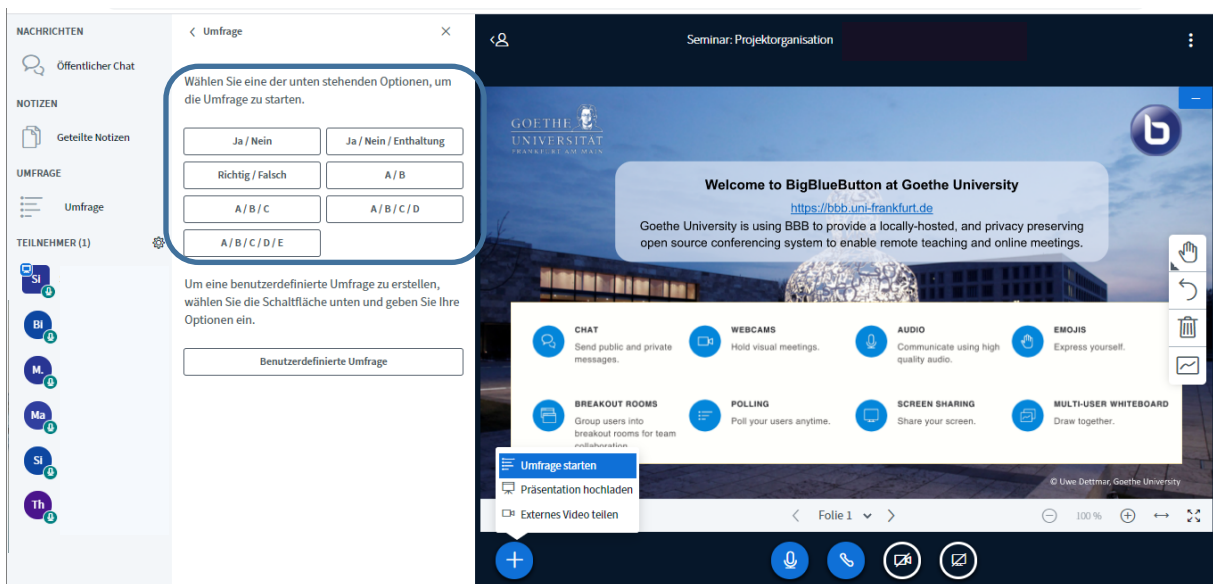 NACHRICHTEN
Öffentlicher Chat
NOTIZEN
Geteilte Notizen
UMFRAGE
Umfrage
TEILNEHMER (1)
SI
BI
M.
Ma
Si
Th
Umfrage
Wählen Sie eine der unten stehenden Optionen, um
die Umfrage zu starten.
Ja / Nein
Ja / Nein / Enthaltung
Richtig / Falsch
A / B
A / B / C
A / B / C / D
A / B / C / D / E
Um eine benutzerdefinierte Umfrage zu erstellen,
wählen Sie die Schaltfläche unten und geben Sie Ihre
Optionen ein.
Benutzerdefinierte Umfrage
Seminar: Projektorganisation
GOETHE
UNIVERSITÄT
FRANKFURT AM MAIN
b
Welcome to BigBlueButton at Goethe University
https://bbb.uni-frankfurt.de
Goethe University is using BBB to provide a locally-hosted, and privacy preserving
open source conferencing system to enable remote teaching and online meetings.
CHAT
Send public and private
messages.
WEBCAMS
Hold visual meetings.
AUDIO
Communicate using high
quality audio.
EMOJIS
Express yourself.
BREAKOUT ROOMS
Group users into
breakout rooms for team
collaboration.
POLLING
Poll your users anytime.
SCREEN SHARING
Share your screen.
MULTI-USER WHITEBOARD
Draw together.
© Uwe Dettmar, Goethe University
Umfrage starten
Präsentation hochladen
Externes Video teilen
Folie 1
100 %